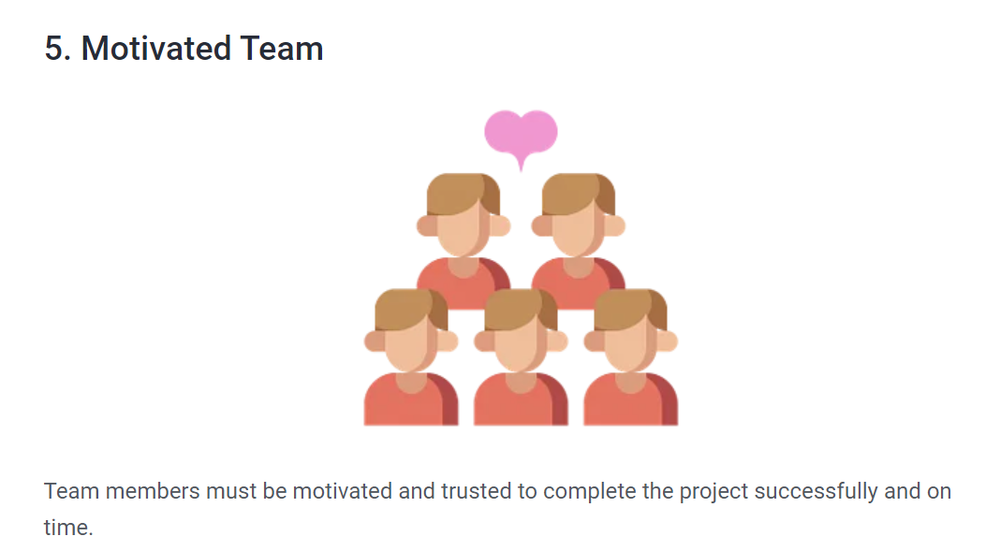 5. Motivated Team
Team members must be motivated and trusted to complete the project successfully and on
time.